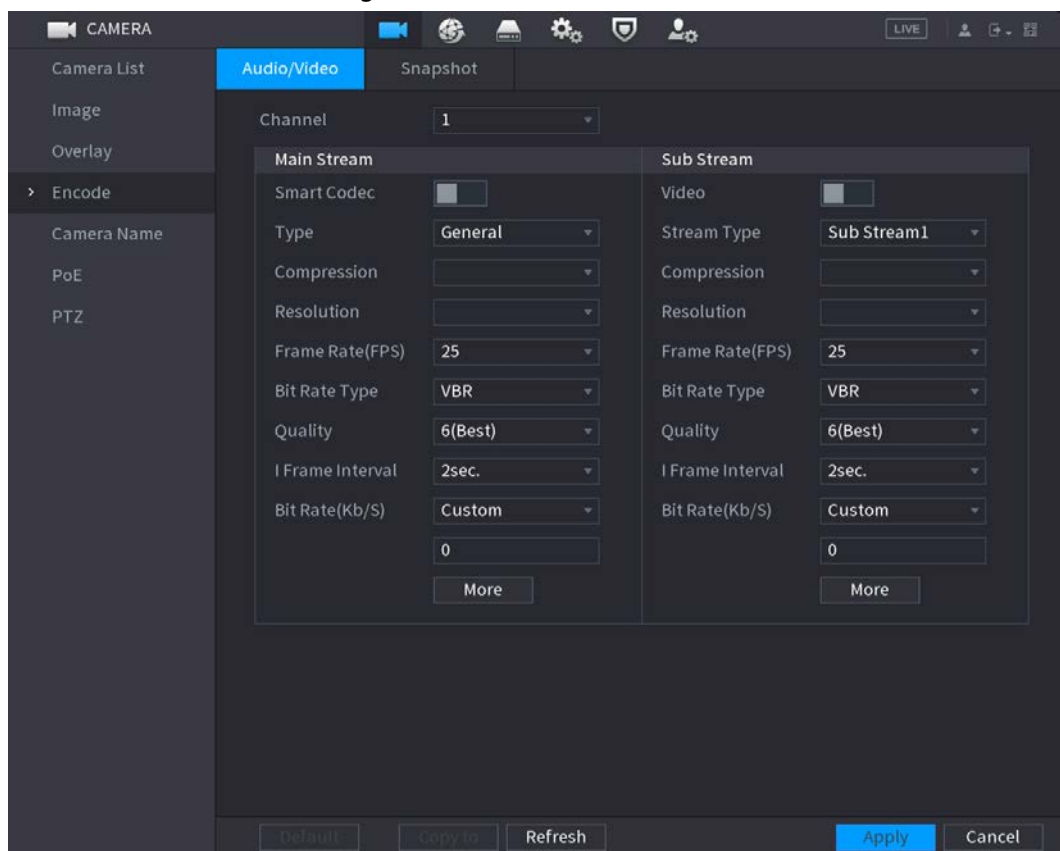 CAMERA
LIVE
Camera List
Image
Overlay
> Encode
Camera Name
PoE
PTZ
Audio/Video Snapshot
Channel 1
Main Stream Sub Stream
Smart Codec Video
Type General Stream Type Sub Stream1
Compression Compression
Resolution Resolution
Frame Rate(FPS) 25 Frame Rate(FPS) 25
Bit Rate Type VBR Bit Rate Type VBR
Quality 6(Best) Quality 6(Best)
I Frame Interval 2sec. I Frame Interval 2sec.
Bit Rate(Kb/S) Custom Bit Rate(Kb/S) Custom
0 0
More More
Default Copy to Refresh Apply Cancel